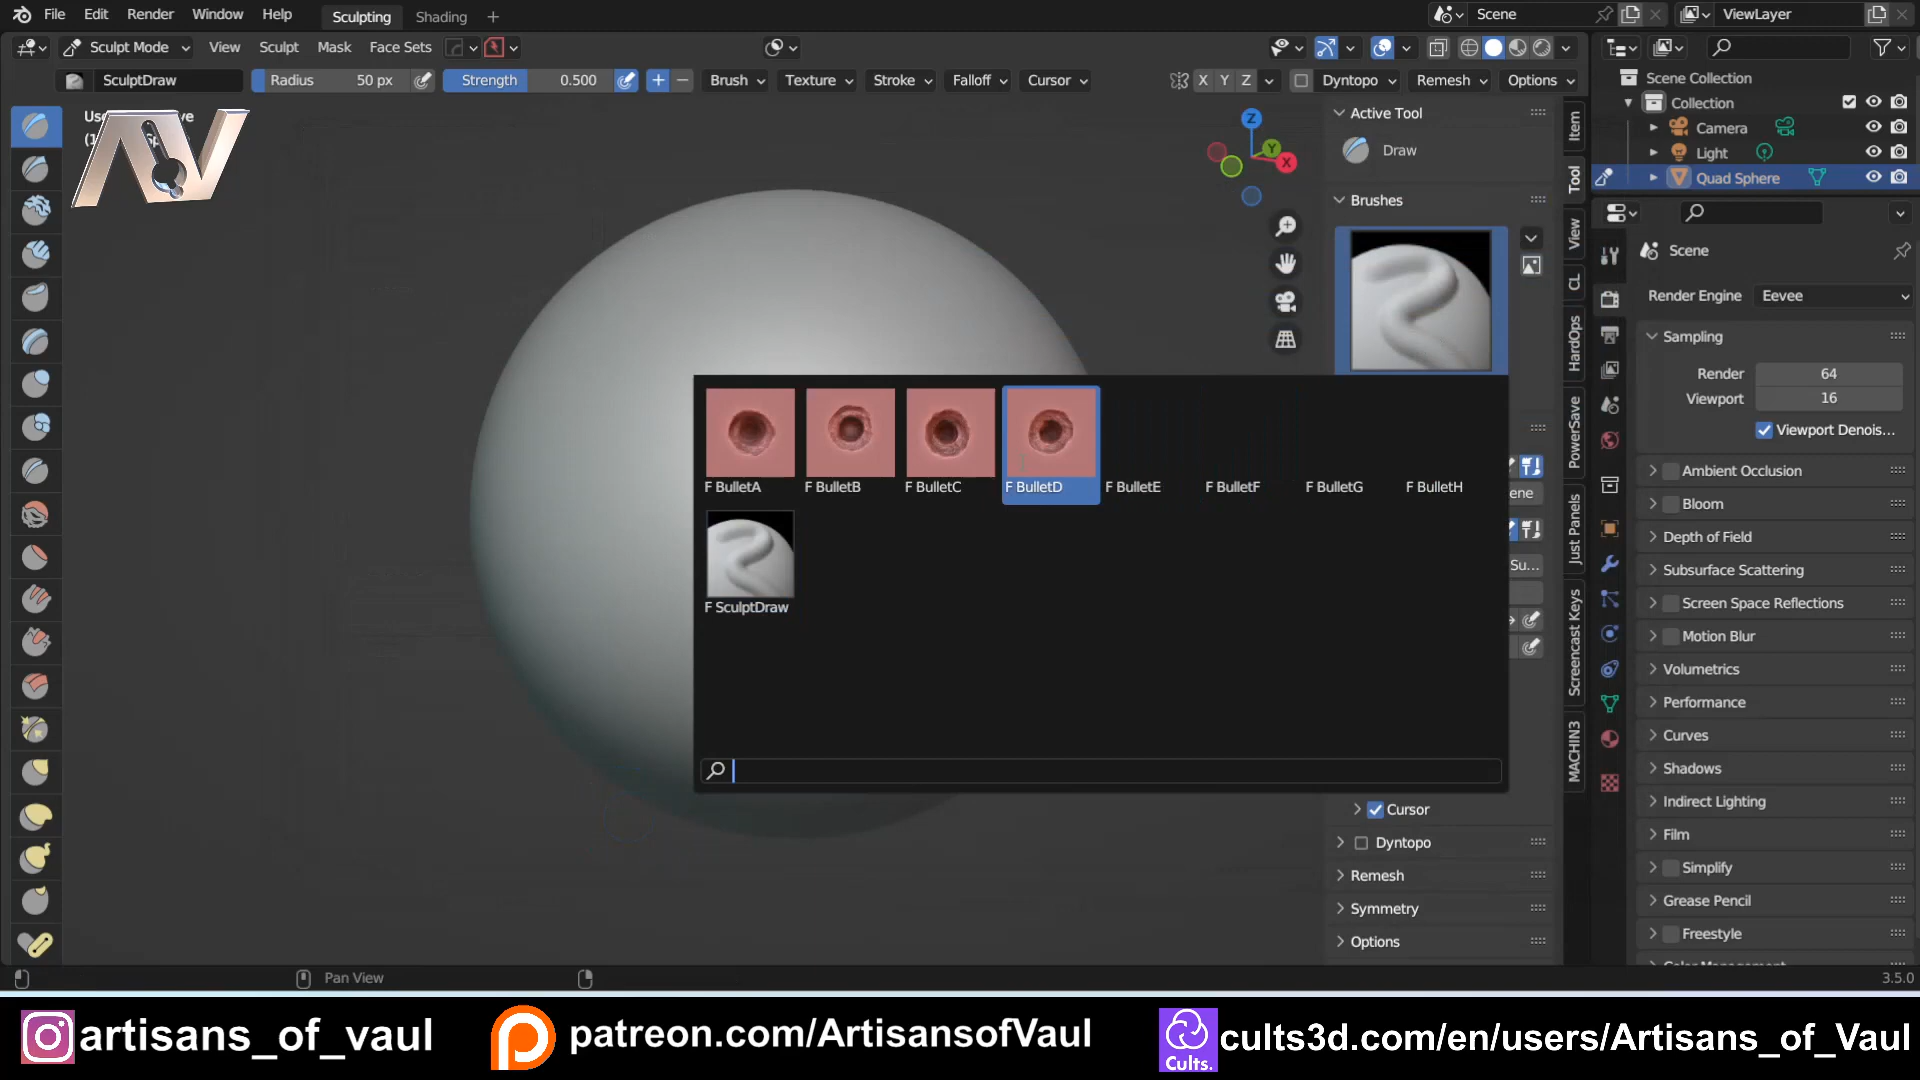 File Edit Render Window Help Sculpting Shading + Scene ViewLayer
Sculpt Mode View Sculpt Mask Face Sets
SculptDraw Radius 50 px Strength 0.500 Brush Texture Stroke Falloff Cursor X Y Z Dyntopo Remesh Options
AV
Z
Y
X
Active Tool
Draw
Brushes
Item
Tool
View
CL
HardOps
PowerSave
Just Panels
Screencast Keys
MACHIN3
F BulletA F BulletB F BulletC F BulletD F BulletE F BulletF F BulletG F BulletH
F SculptDraw
Su...
Cursor
Dyntopo
Remesh
Symmetry
Options
Scene Collection
Collection
Camera
Light
Quad Sphere
Scene
Render Engine Eevee
Sampling
Render 64
Viewport 16
Viewport Denois...
Ambient Occlusion
Bloom
Depth of Field
Subsurface Scattering
Screen Space Reflections
Motion Blur
Volumetrics
Performance
Curves
Shadows
Indirect Lighting
Film
Simplify
Grease Pencil
Freestyle
Pan View
3.5.0
artisans_of_vaul patreon.com/ArtisansofVaul Cults. cults3d.com/en/users/Artisans_of_Vaul